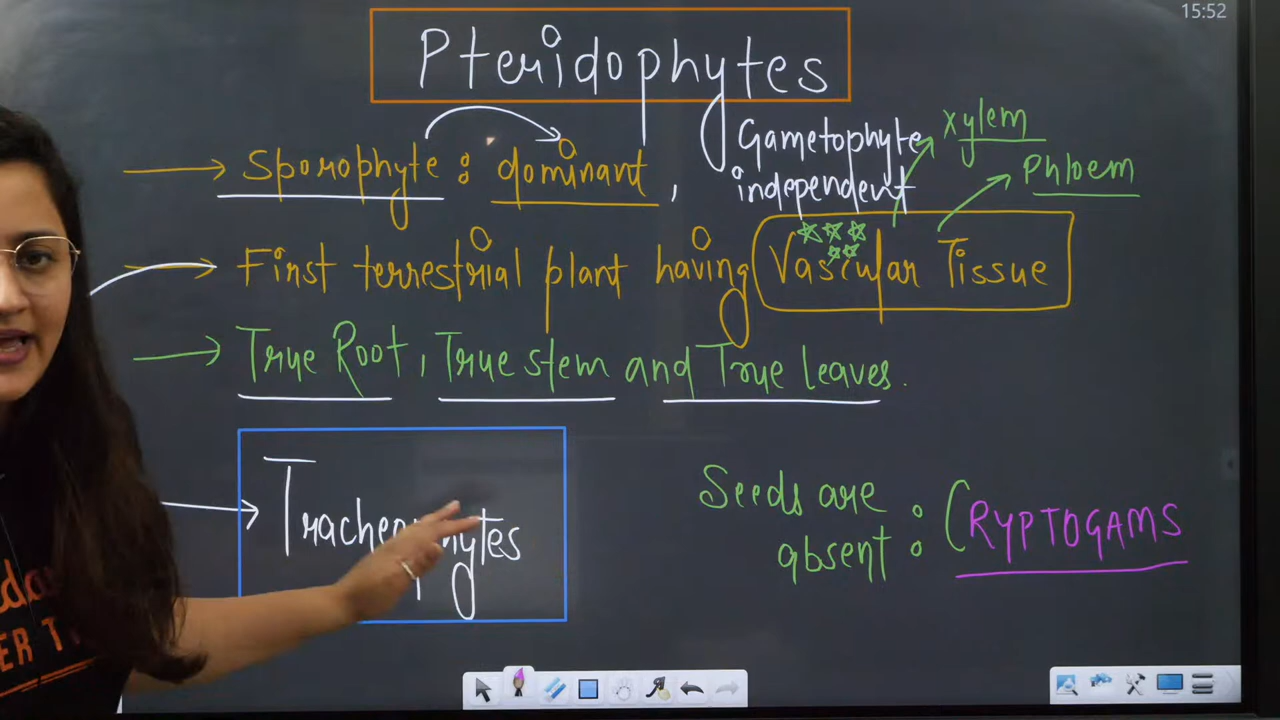 15:52
Pteridophytes
Sporophyte : dominant , Gametophyte independent
xylem
Phloem
First terrestrial plant having Vascular Tissue
True Root , True stem and True leaves .
Tracheophytes
Seeds are
absent : CRYPTOGAMS